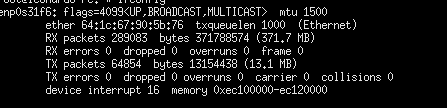 enp0s31f6: flags=4099<UP,BROADCAST,MULTICAST>  mtu 1500
ether 64:1c:67:90:5b:76  txqueuelen 1000  (Ethernet)
RX packets 289083  bytes 371788574 (371.7 MB)
RX errors 0  dropped 0  overruns 0  frame 0
TX packets 64854  bytes 13154438 (13.1 MB)
TX errors 0  dropped 0 overruns 0  carrier 0  collisions 0
device interrupt 16  memory 0xec100000-ec120000